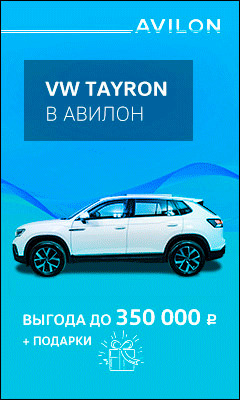 AVILON
VW TAYRON
В АВИЛОН
ВЫГОДА ДО 350 000 ₽
+ ПОДАРКИ